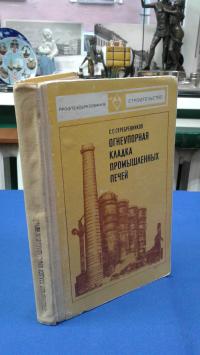 ПРОФТЕХОБРАЗОВАНИЕ
СТРОИТЕЛЬСТВО
С.С. СЕРЕБРЕННИКОВ
ОГНЕУПОРНАЯ
КЛАДКА
ПРОМЫШЛЕННЫХ
ПЕЧЕЙ